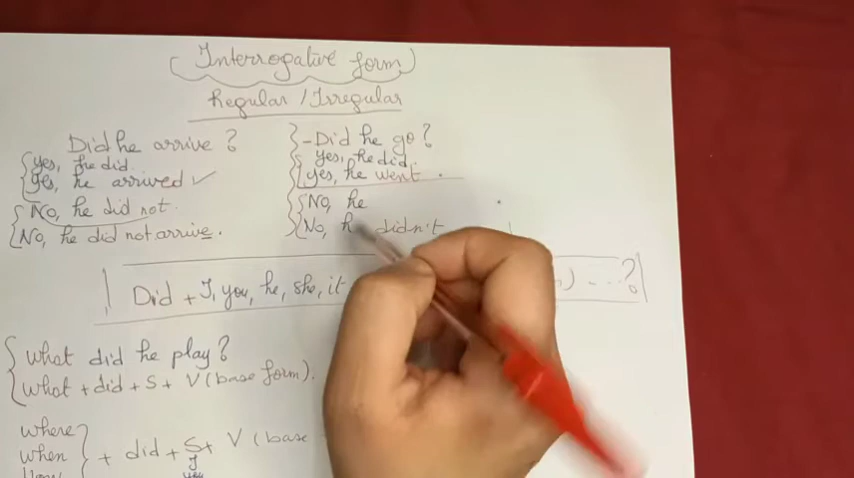 (Interrogative form)
Regular / Irregular
Did he arrive ?
yes, he did.
yes, he arrived ✓
No, he did not.
No, he did not arrive.
- Did he go ?
yes, he did.
yes, he went.
No, he
No, h didn't
Did + I, you, he, she, it ) - ...?
what did he play?
what + did + S + V (base form).
where
when
+ did + S + V (base
I
you